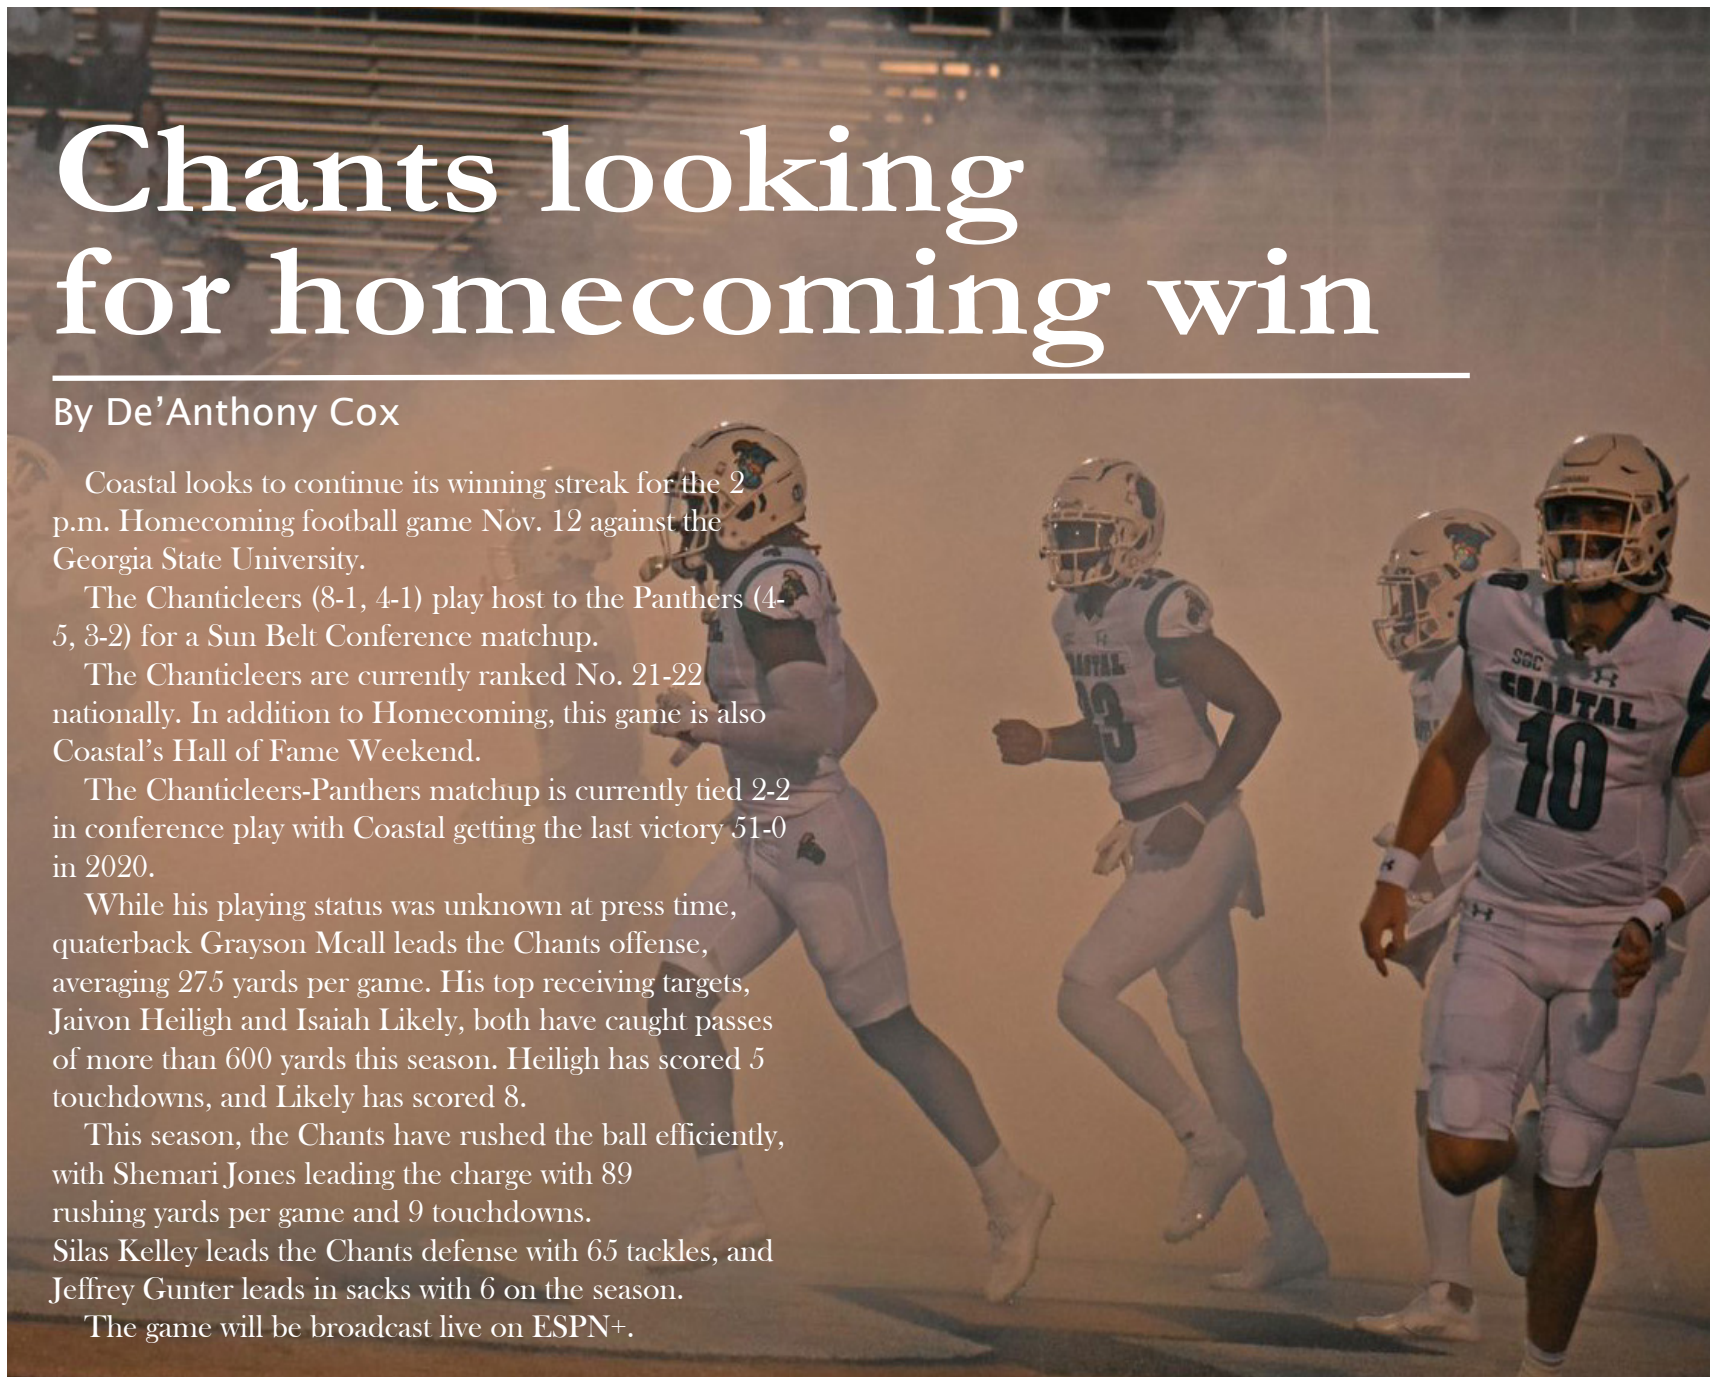 Chants looking
for homecoming win
By De’Anthony Cox
Coastal looks to continue its winning streak for the 2
p.m. Homecoming football game Nov. 12 against the
Georgia State University.
The Chanticleers (8-1, 4-1) play host to the Panthers (4-
5, 3-2) for a Sun Belt Conference matchup.
The Chanticleers are currently ranked No. 21-22
nationally. In addition to Homecoming, this game is also
Coastal’s Hall of Fame Weekend.
The Chanticleers-Panthers matchup is currently tied 2-2
in conference play with Coastal getting the last victory 51-0
in 2020.
While his playing status was unknown at press time,
quaterback Grayson Mcall leads the Chants offense,
averaging 275 yards per game. His top receiving targets,
Jaivon Heiligh and Isaiah Likely, both have caught passes
of more than 600 yards this season. Heiligh has scored 5
touchdowns, and Likely has scored 8.
This season, the Chants have rushed the ball efficiently,
with Shemari Jones leading the charge with 89
rushing yards per game and 9 touchdowns.
Silas Kelley leads the Chants defense with 65 tackles, and
Jeffrey Gunter leads in sacks with 6 on the season.
The game will be broadcast live on ESPN+.
COASTAL
SBC
COASTAL
10